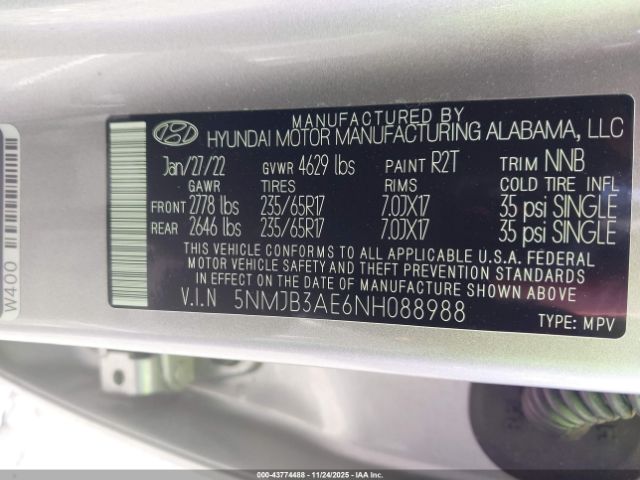 MANUFACTURED BY
HYUNDAI MOTOR MANUFACTURING ALABAMA, LLC
Jan/27/22 GVWR 4629 lbs PAINT R2T TRIM NNB
GAWR TIRES RIMS COLD TIRE INFL
FRONT 2778 lbs 235/65R17 7.0JX17 35 psi SINGLE
REAR 2646 lbs 235/65R17 7.0JX17 35 psi SINGLE
THIS VEHICLE CONFORMS TO ALL APPLICABLE U.S.A. FEDERAL
MOTOR VEHICLE SAFETY AND THEFT PREVENTION STANDARDS
IN EFFECT ON THE DATE OF MANUFACTURE SHOWN ABOVE
V.I.N 5NMJB3AE6NH088988
TYPE: MPV
W400
000-43774488 - 11/24/2025 - IAA Inc.